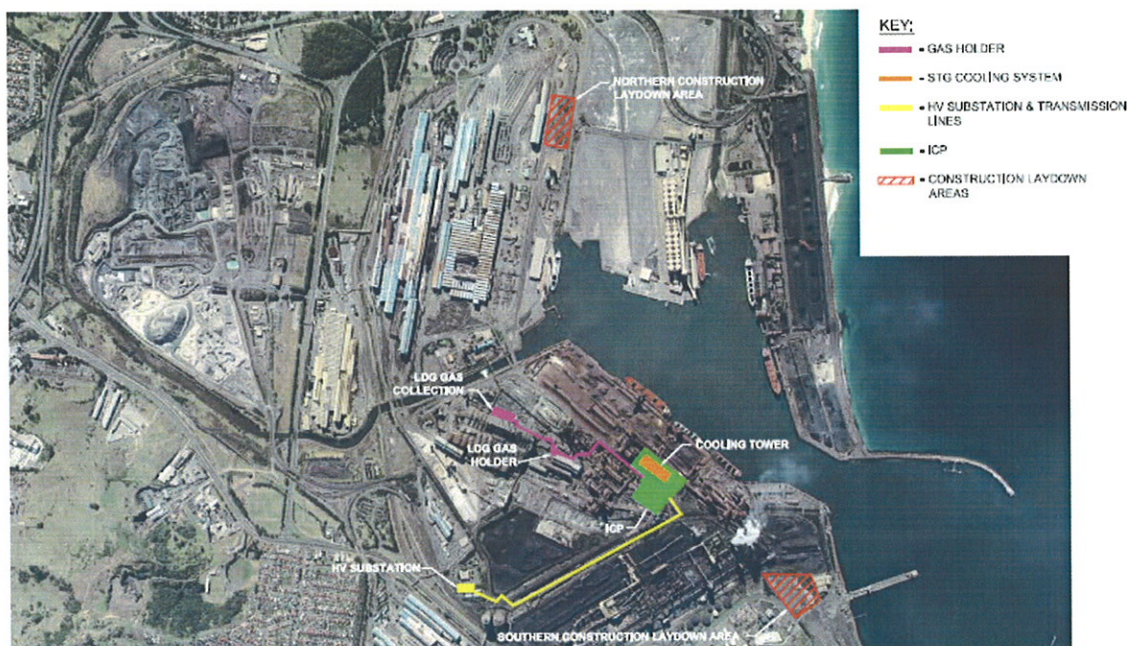 KEY:
= GAS HOLDER
= STG COOLING SYSTEM
= HV SUBSTATION & TRANSMISSION
LINES
= ICP
= CONSTRUCTION LAYDOWN
AREAS
NORTHERN CONSTRUCTION
LAYDOWN AREA
LDG GAS
COLLECTION
LDG GAS
HOLDER
COOLING TOWER
ICP
HV SUBSTATION
SOUTHERN CONSTRUCTION LAYDOWN AREA